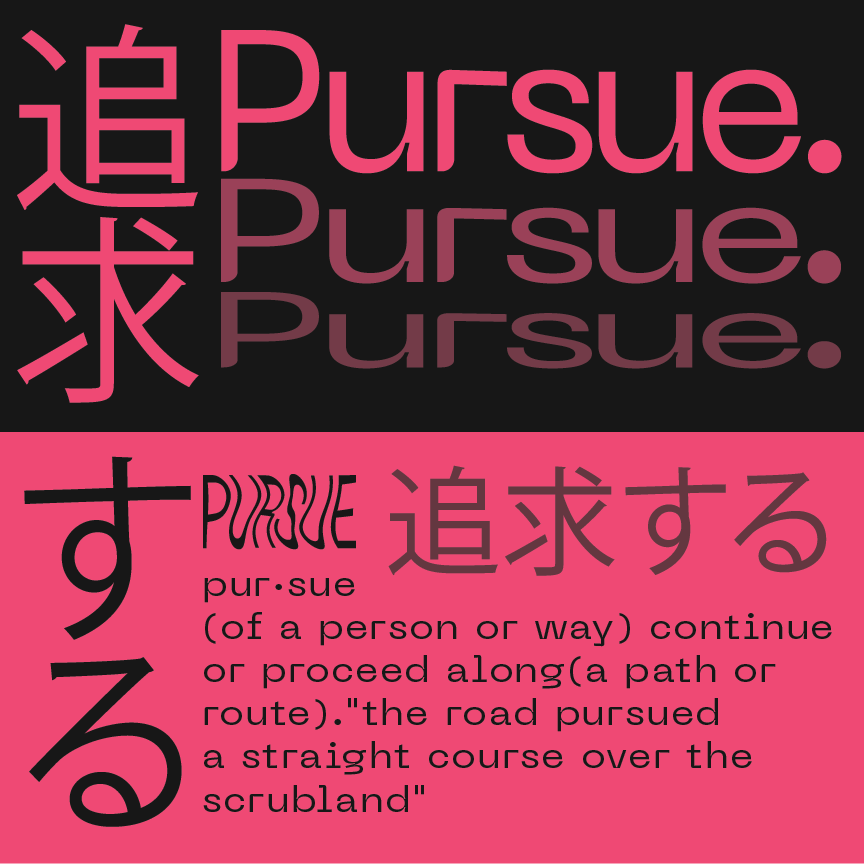 追求
Pursue.
Pursue.
Pursue.
する
PURSUE
追求する
pur·sue
(of a person or way) continue
or proceed along(a path or
route)."the road pursued
a straight course over the
scrubland"